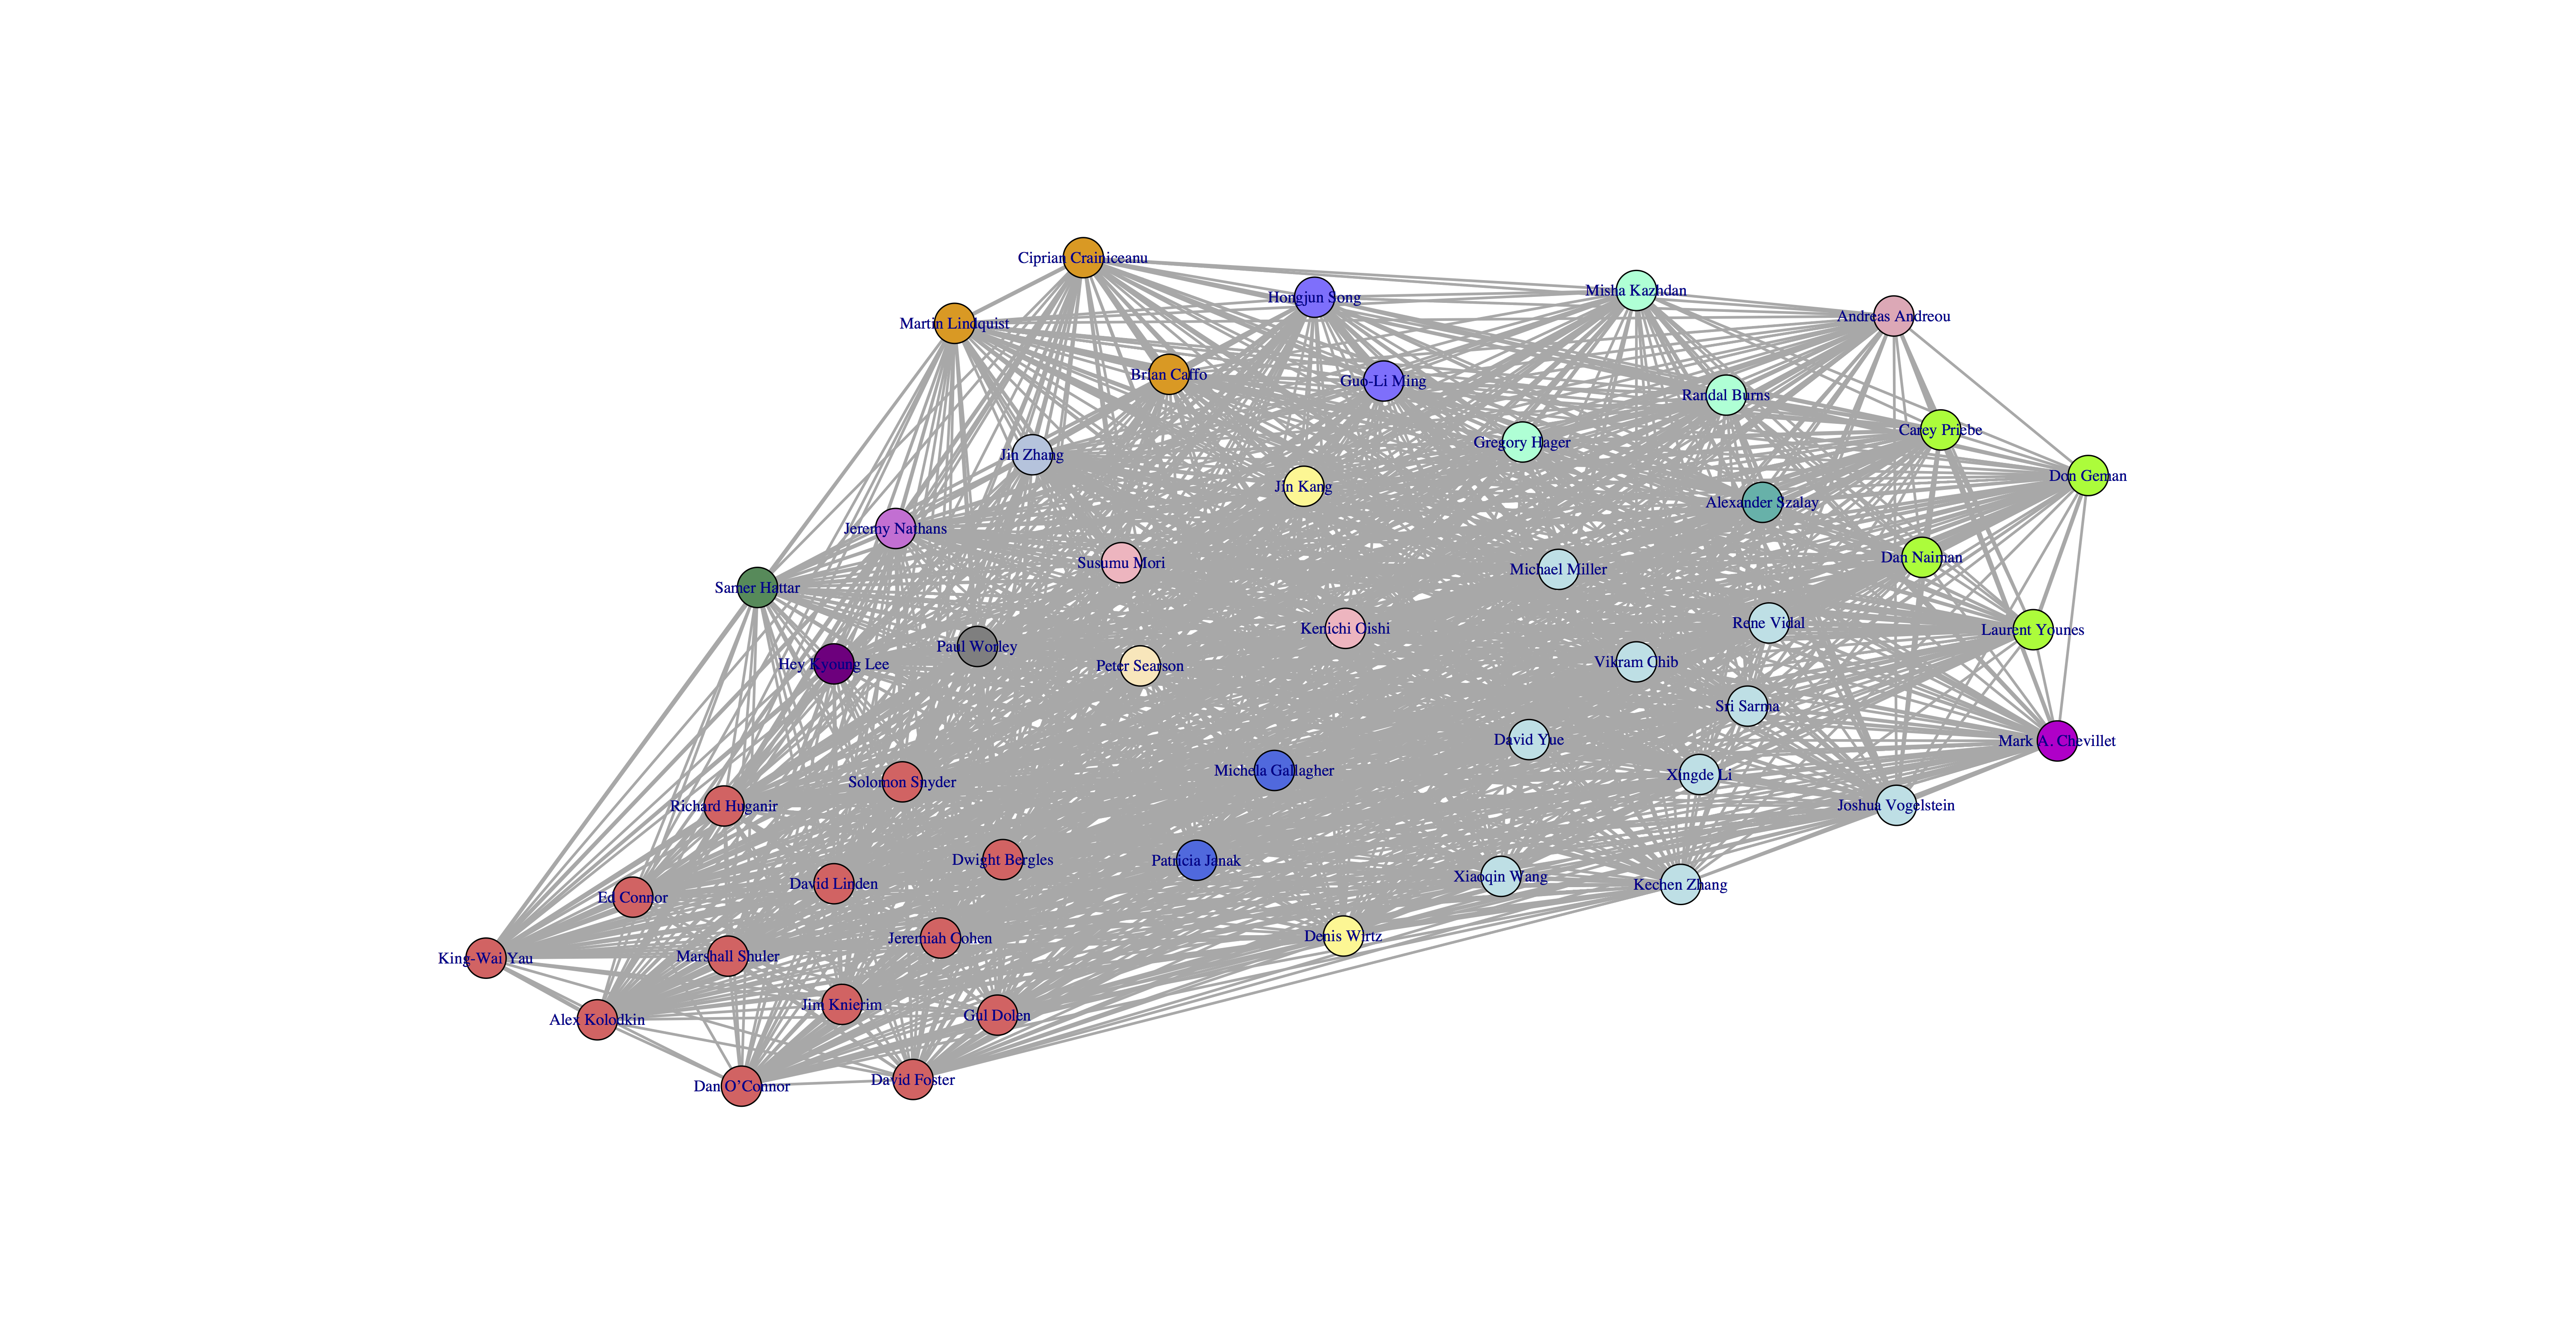 Ciprian Crainiceanu
Misha Kazhdan
Hongjun Song
Andreas Andreou
Martin Lindquist
Brian Caffo
Guo-Li Ming
Randal Burns
Carey Priebe
Gregory Hager
Jin Zhang
Don Geman
Jin Kang
Alexander Szalay
Jeremy Nathans
Dan Naiman
Susumu Mori
Michael Miller
Samer Hattar
Rene Vidal
Kenichi Oishi
Laurent Younes
Paul Worley
Vikram Chib
Hey Kyoung Lee
Peter Searson
Sri Sarma
David Yue
Mark A. Chevillet
Michela Gallagher
Xingde Li
Solomon Snyder
Joshua Vogelstein
Richard Huganir
Dwight Bergles
Patricia Janak
Xiaoqin Wang
David Linden
Kechen Zhang
Ed Connor
Denis Wirtz
Jeremiah Cohen
Marshall Shuler
King-Wai Yau
Jim Knierim
Gul Dolen
Alex Kolodkin
David Foster
Dan O'Connor